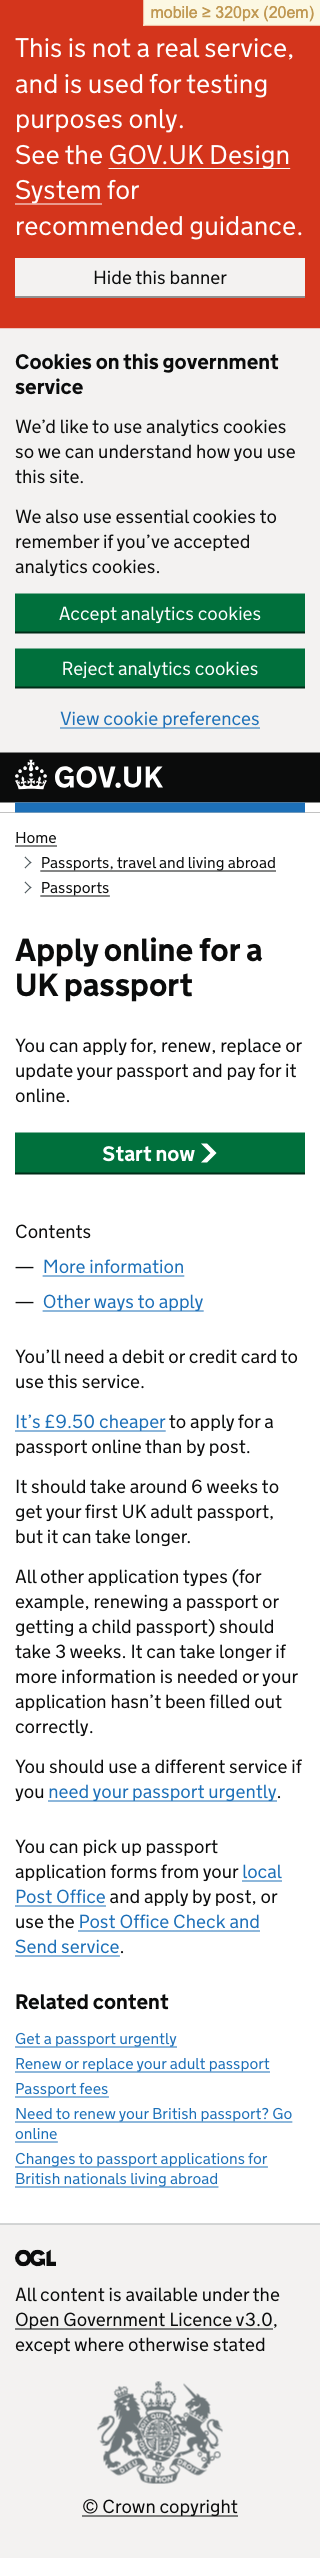 mobile ≥ 320px (20em)
This is not a real service,
and is used for testing
purposes only.
See the GOV.UK Design
System for
recommended guidance.
Hide this banner
Cookies on this government
service
We’d like to use analytics cookies
so we can understand how you use
this site.
We also use essential cookies to
remember if you’ve accepted
analytics cookies.
Accept analytics cookies
Reject analytics cookies
View cookie preferences
GOV.UK
Home
Passports, travel and living abroad
Passports
Apply online for a
UK passport
You can apply for, renew, replace or
update your passport and pay for it
online.
Start now
Contents
— More information
— Other ways to apply
You’ll need a debit or credit card to
use this service.
It’s £9.50 cheaper to apply for a
passport online than by post.
It should take around 6 weeks to
get your first UK adult passport,
but it can take longer.
All other application types (for
example, renewing a passport or
getting a child passport) should
take 3 weeks. It can take longer if
more information is needed or your
application hasn’t been filled out
correctly.
You should use a different service if
you need your passport urgently.
You can pick up passport
application forms from your local
Post Office and apply by post, or
use the Post Office Check and
Send service.
Related content
Get a passport urgently
Renew or replace your adult passport
Passport fees
Need to renew your British passport? Go
online
Changes to passport applications for
British nationals living abroad
OGL
All content is available under the
Open Government Licence v3.0,
except where otherwise stated
© Crown copyright